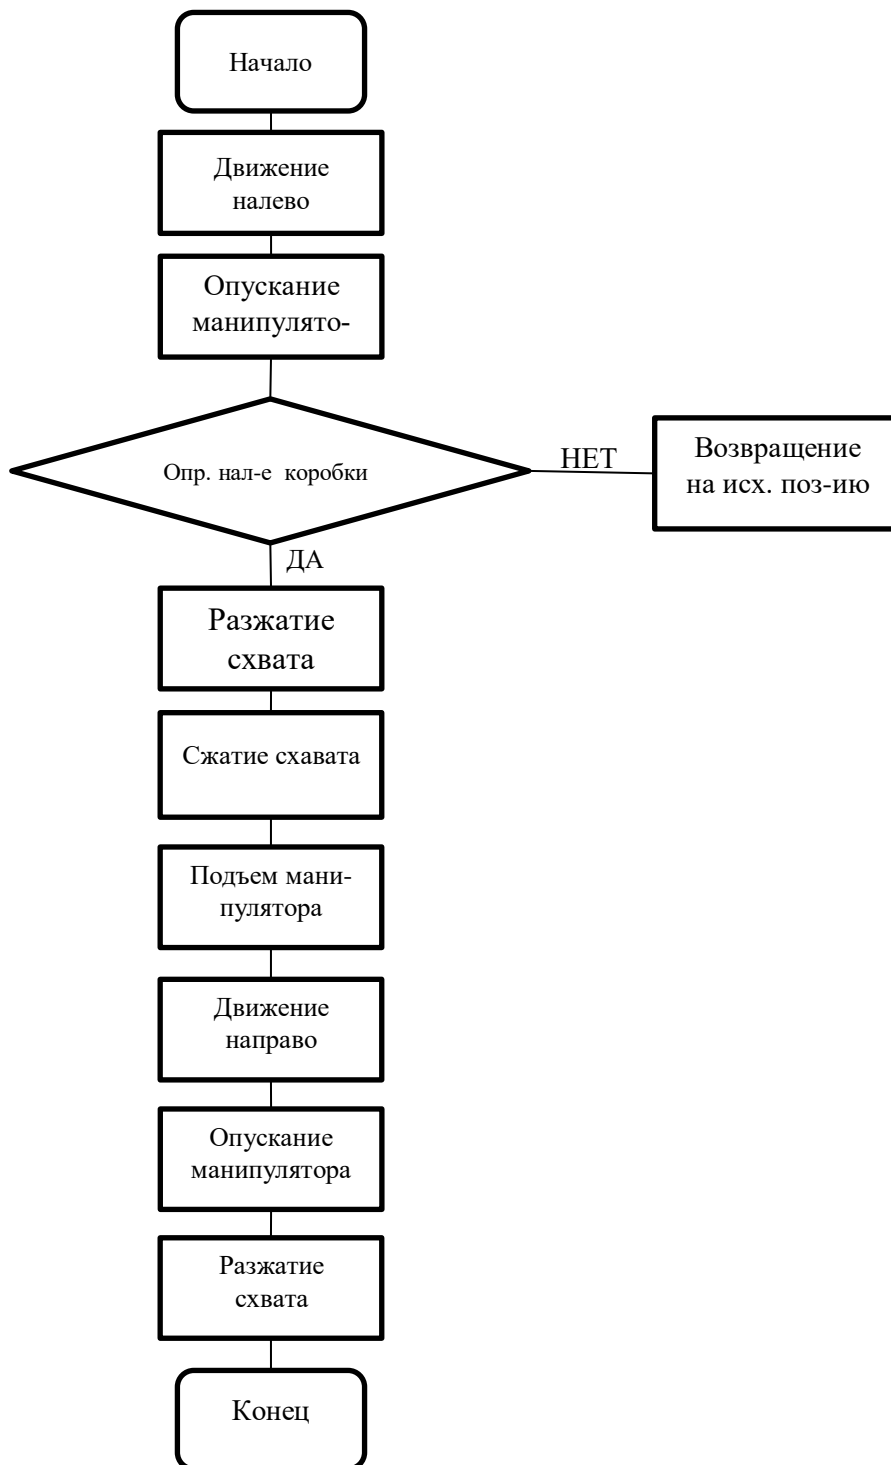 Начало
Движение
налево
Опускание
манипулято-
Опр. нал-е  коробки
НЕТ
Возвращение
на исх. поз-ию
ДА
Разжатие
схвата
Сжатие схавата
Подъем мани-
пулятора
Движение
направо
Опускание
манипулятора
Разжатие
схвата
Конец